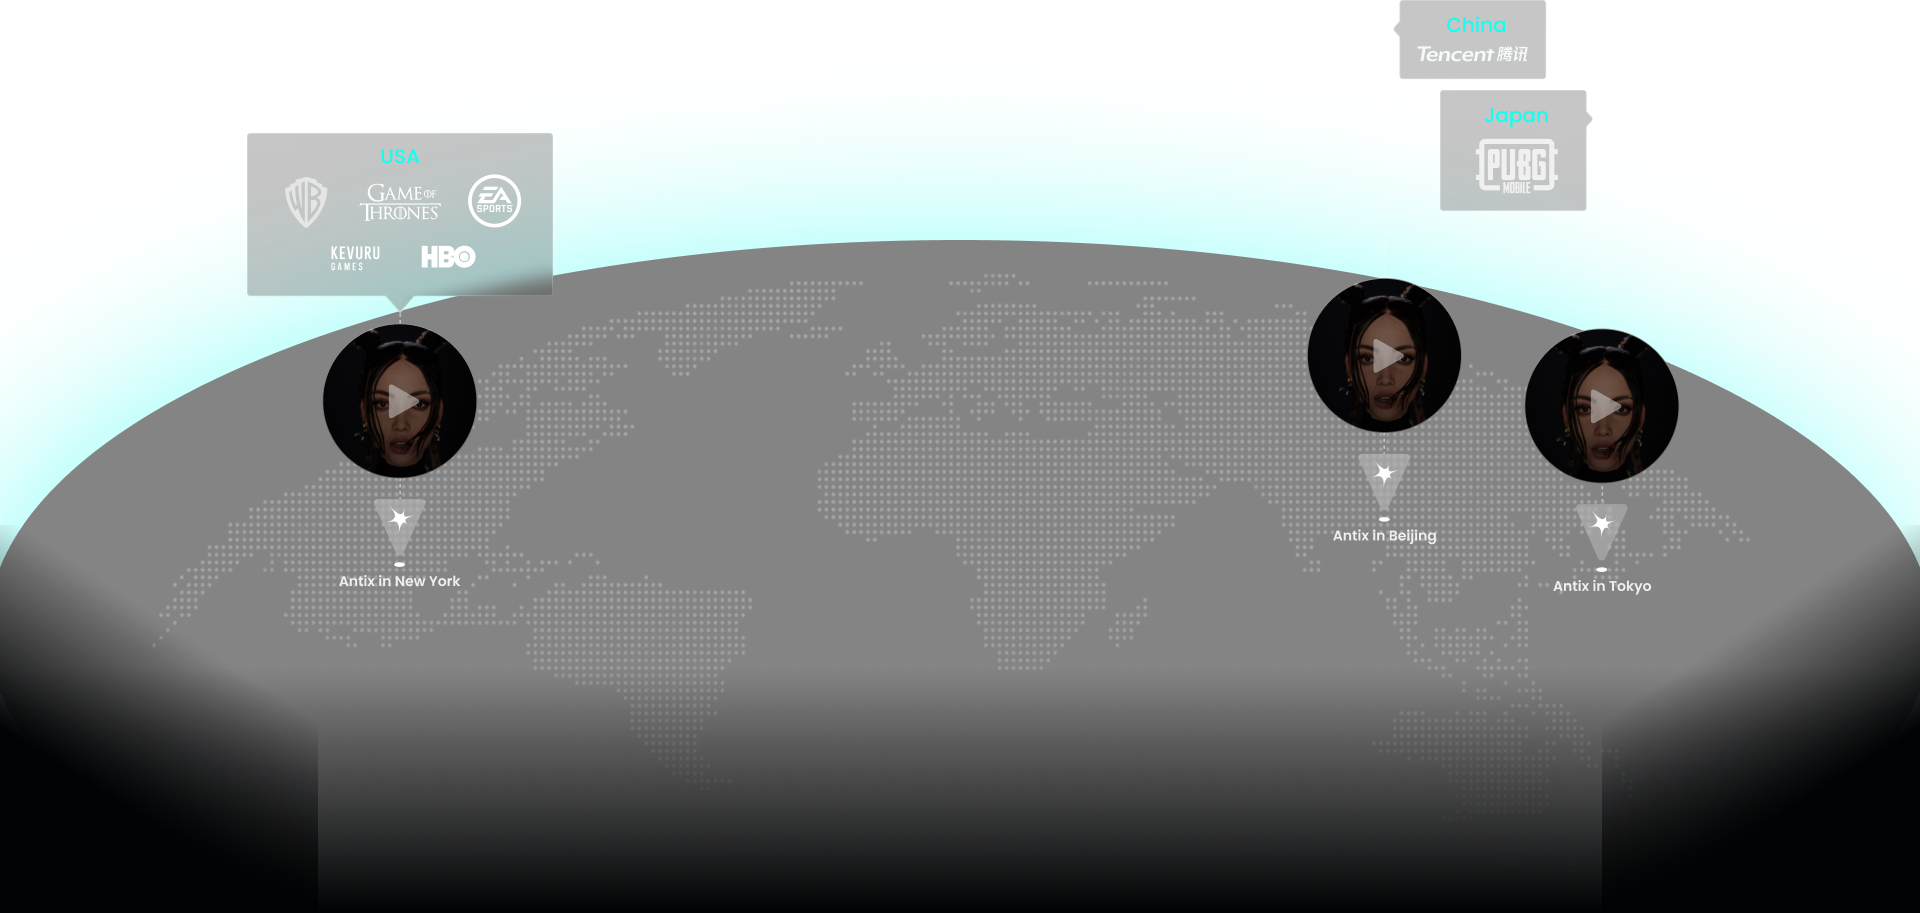 China
Tencent 腾讯
Japan
PUBG
MOBILE
USA
WB
GAME OF
THRONES
EA
SPORTS
KEVURU
GAMES
HBO
Antix in New York
Antix in Beijing
Antix in Tokyo